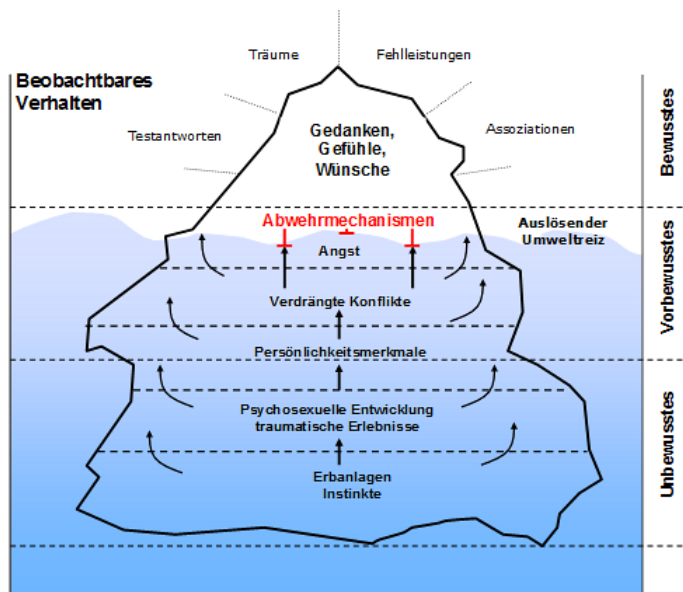 Träume
Fehlleistungen
Beobachtbares
Verhalten
Testantworten
Gedanken,
Gefühle,
Wünsche
Assoziationen
Bewusstes
Abwehrmechanismen
Auslösender
Umweltreiz
Angst
Verdrängte Konflikte
Vorbewusstes
Persönlichkeitsmerkmale
Psychosexuelle Entwicklung
traumatische Erlebnisse
Erbanlagen
Instinkte
Unbewusstes